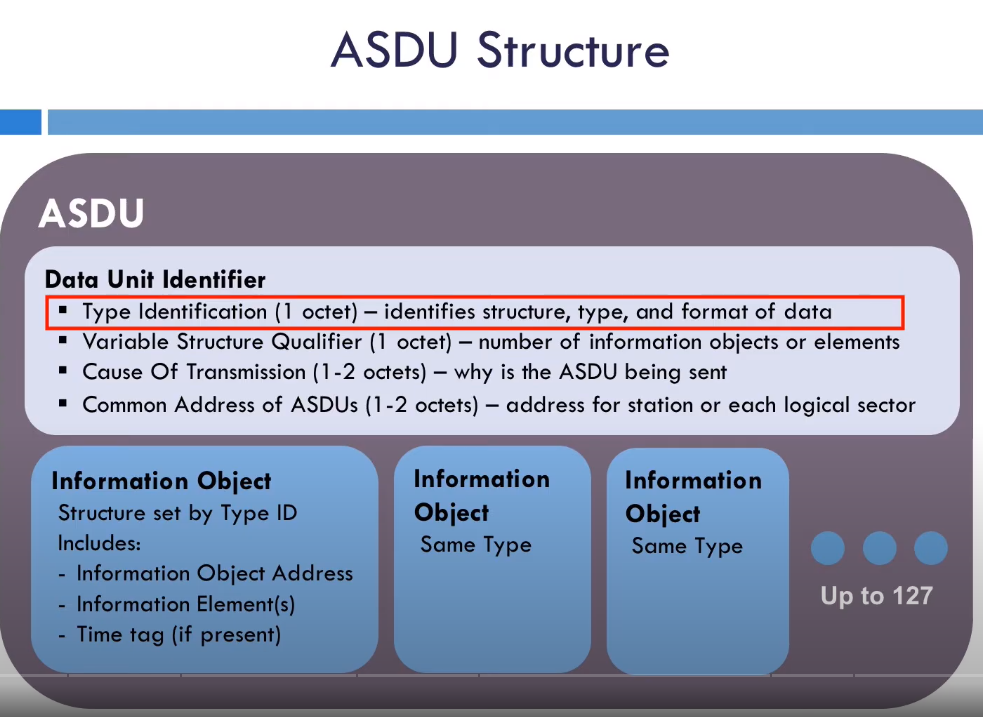 ASDU Structure
ASDU
Data Unit Identifier
▪ Type Identification (1 octet) – identifies structure, type, and format of data
▪ Variable Structure Qualifier (1 octet) – number of information objects or elements
▪ Cause Of Transmission (1-2 octets) – why is the ASDU being sent
▪ Common Address of ASDUs (1-2 octets) – address for station or each logical sector
Information Object
Structure set by Type ID
Includes:
- Information Object Address
- Information Element(s)
- Time tag (if present)
Information
Object
Same Type
Information
Object
Same Type
Up to 127